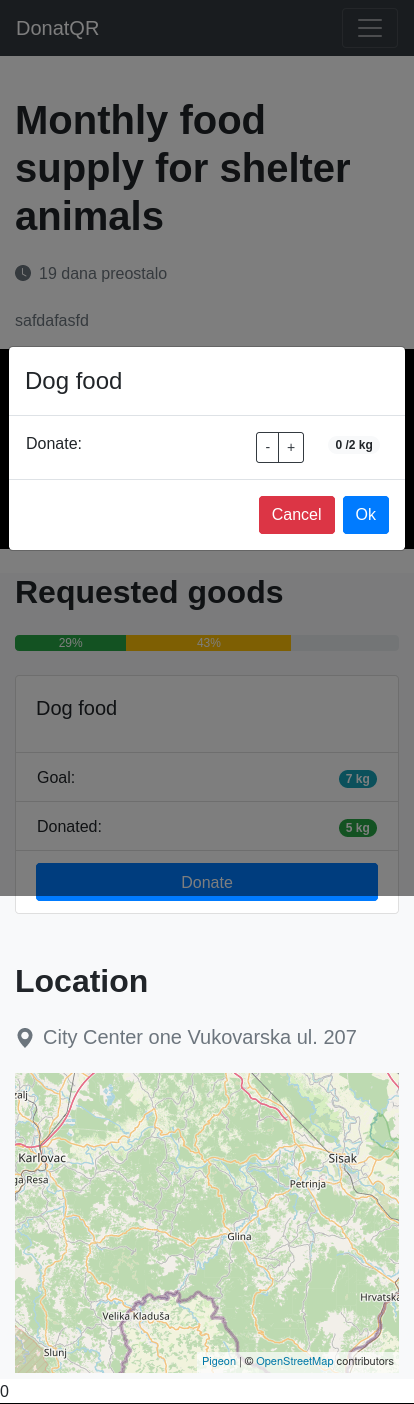 DonatQR
Monthly food
supply for shelter
animals
19 dana preostalo
safdafasfd
Dog food
Donate:
- +
0 /2 kg
Cancel Ok
Requested goods
29% 43%
Dog food
Goal: 7 kg
Donated: 5 kg
Donate
Location
City Center one Vukovarska ul. 207
zalj
Karlovac
Sisak
ga Resa
Petrinja
Glina
Hrvatska
Velika Kladuša
Slunj
Pigeon | © OpenStreetMap contributors
0